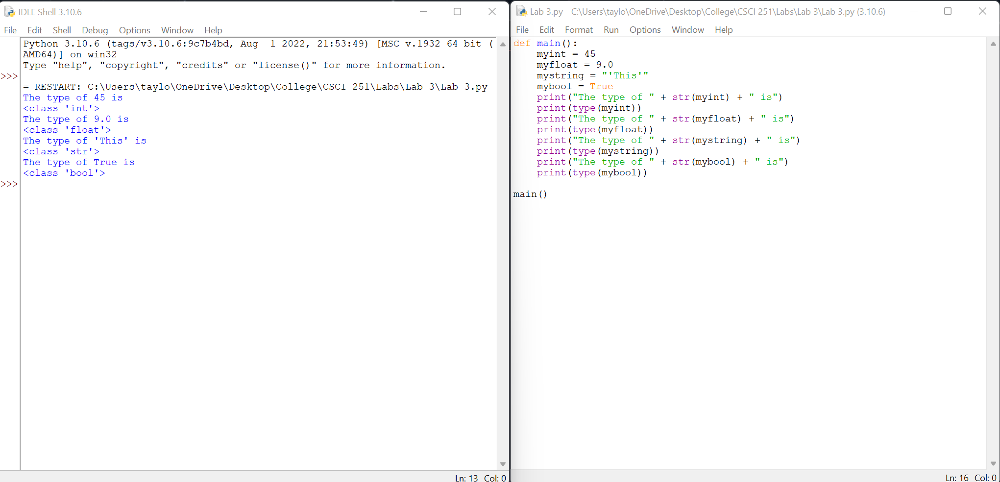 IDLE Shell 3.10.6
File Edit Shell Debug Options Window Help
Python 3.10.6 (tags/v3.10.6:9c7b4bd, Aug  1 2022, 21:53:49) [MSC v.1932 64 bit (
AMD64)] on win32
Type "help", "copyright", "credits" or "license()" for more information.
>>>
= RESTART: C:\Users\taylo\OneDrive\Desktop\College\CSCI 251\Labs\Lab 3\Lab 3.py
The type of 45 is
<class 'int'>
The type of 9.0 is
<class 'float'>
The type of 'This' is
<class 'str'>
The type of True is
<class 'bool'>
>>>
Ln: 13 Col: 0
Lab 3.py - C:\Users\taylo\OneDrive\Desktop\College\CSCI 251\Labs\Lab 3\Lab 3.py (3.10.6)
File Edit Format Run Options Window Help
def main():
    myint = 45
    myfloat = 9.0
    mystring = "'This'"
    mybool = True
    print("The type of " + str(myint) + " is")
    print(type(myint))
    print("The type of " + str(myfloat) + " is")
    print(type(myfloat))
    print("The type of " + str(mystring) + " is")
    print(type(mystring))
    print("The type of " + str(mybool) + " is")
    print(type(mybool))
main()
Ln: 16 Col: 0